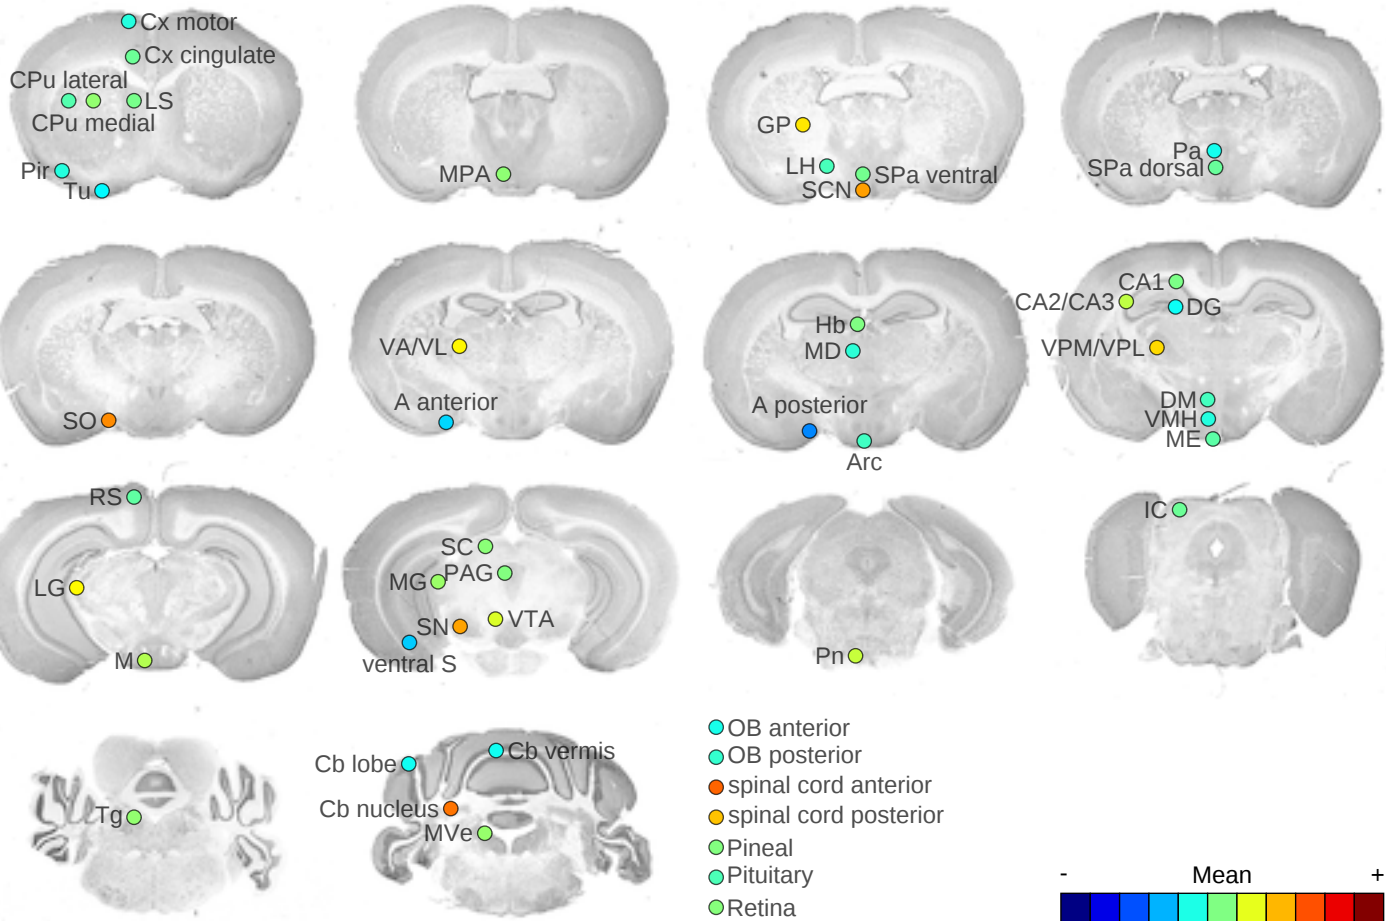 Cx motor
Cx cingulate
CPu lateral
LS
CPu medial
Pir
Tu
MPA
GP
LH
SPa ventral
SCN
Pa
SPa dorsal
SO
VA/VL
A anterior
Hb
MD
A posterior
Arc
CA1
CA2/CA3
DG
VPM/VPL
DM
VMH
ME
RS
LG
M
SC
PAG
MG
SN
VTA
ventral S
Pn
IC
Tg
Cb lobe
Cb vermis
Cb nucleus
MVe
OB anterior
OB posterior
spinal cord anterior
spinal cord posterior
Pineal
Pituitary
Retina
- Mean +